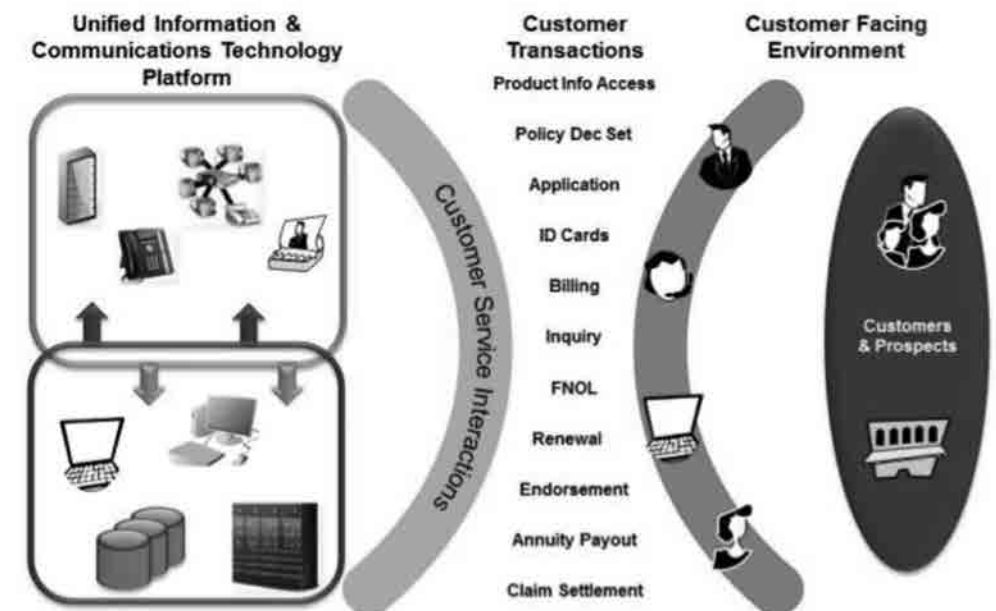 Unified Information &
Communications Technology
Platform
Customer
Transactions
Customer Facing
Environment
Product Info Access
Policy Dec Set
Application
ID Cards
Billing
Inquiry
FNOL
Renewal
Endorsement
Annuity Payout
Claim Settlement
Customer Service Interactions
Customers
& Prospects